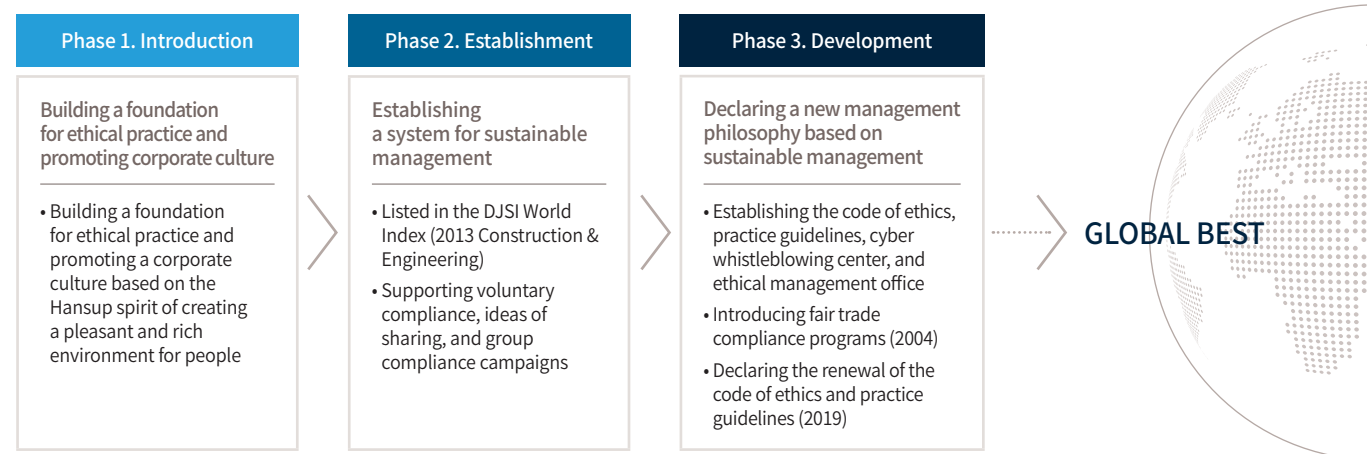 Phase 1. Introduction
Building a foundation
for ethical practice and
promoting corporate culture
• Building a foundation
for ethical practice and
promoting a corporate
culture based on the
Hansup spirit of creating
a pleasant and rich
environment for people
Phase 2. Establishment
Establishing
a system for sustainable
management
• Listed in the DJSI World
Index (2013 Construction &
Engineering)
• Supporting voluntary
compliance, ideas of
sharing, and group
compliance campaigns
Phase 3. Development
Declaring a new management
philosophy based on
sustainable management
• Establishing the code of ethics,
practice guidelines, cyber
whistleblowing center, and
ethical management office
• Introducing fair trade
compliance programs (2004)
• Declaring the renewal of the
code of ethics and practice
guidelines (2019)
GLOBAL BEST